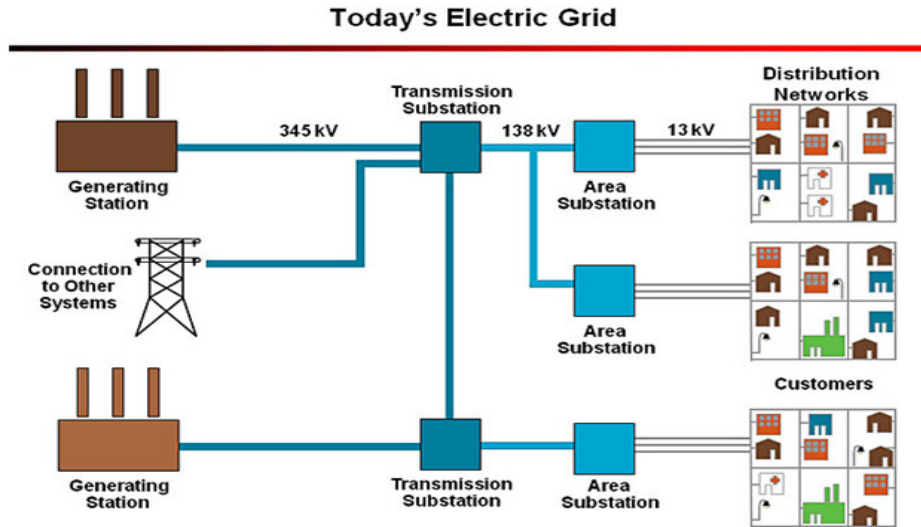 Today's Electric Grid
Distribution
Networks
Transmission
Substation
345 kV
138 kV
13 kV
Generating
Station
Area
Substation
Connection
to Other
Systems
Area
Substation
Customers
Generating
Station
Transmission
Substation
Area
Substation